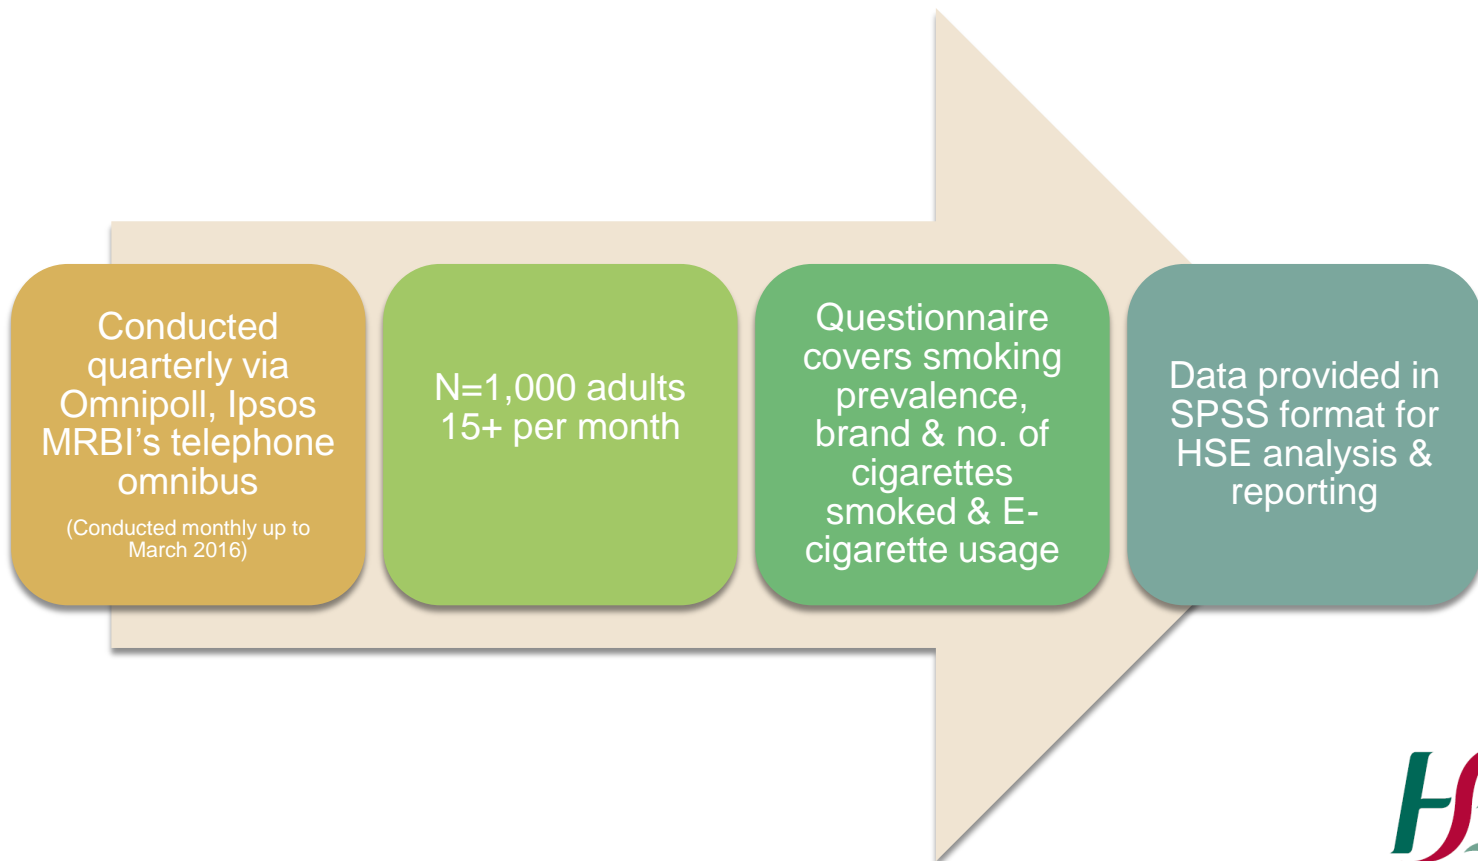 Conducted
quarterly via
Omnipoll, Ipsos
MRBI's telephone
omnibus
(Conducted monthly up to
March 2016)
N=1,000 adults
15+ per month
Questionnaire
covers smoking
prevalence,
brand & no. of
cigarettes
smoked & E-
cigarette usage
Data provided in
SPSS format for
HSE analysis &
reporting